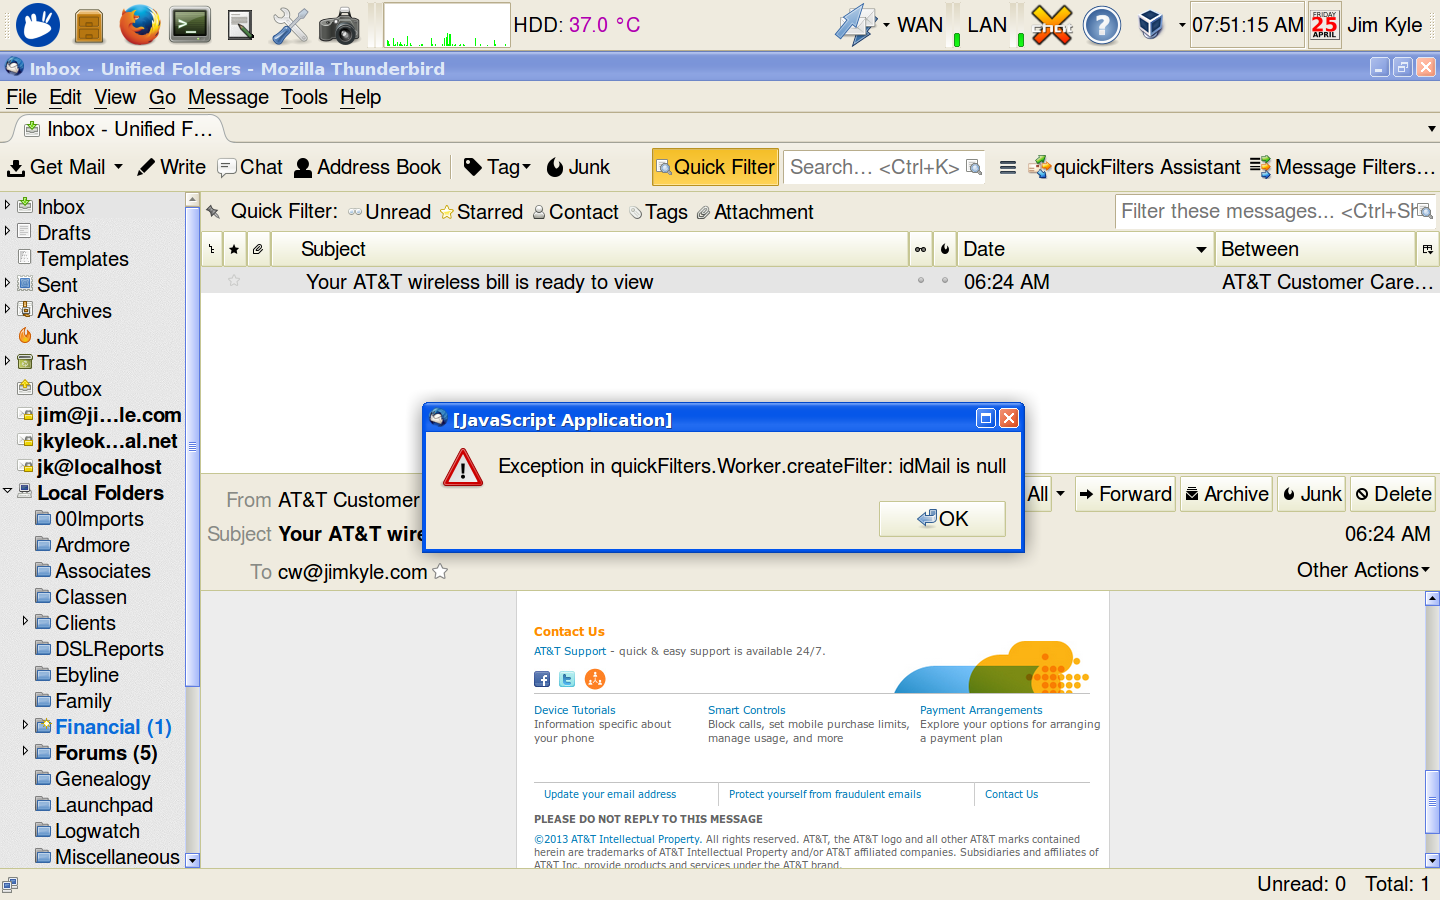 HDD: 37.0 °C
WAN
LAN
07:51:15 AM
FRIDAY
25
APRIL
Jim Kyle
Inbox - Unified Folders - Mozilla Thunderbird
File Edit View Go Message Tools Help
Inbox - Unified F…
Get Mail Write Chat Address Book Tag Junk Quick Filter Search… <Ctrl+K> quickFilters Assistant Message Filters…
Quick Filter: Unread Starred Contact Tags Attachment Filter these messages… <Ctrl+Sh
Subject Date Between
Your AT&T wireless bill is ready to view 06:24 AM AT&T Customer Care…
Inbox
Drafts
Templates
Sent
Archives
Junk
Trash
Outbox
jim@ji…le.com
jkyleok…al.net
jk@localhost
Local Folders
00Imports
Ardmore
Associates
Classen
Clients
DSLReports
Ebyline
Family
Financial (1)
Forums (5)
Genealogy
Launchpad
Logwatch
Miscellaneous
[JavaScript Application]
Exception in quickFilters.Worker.createFilter: idMail is null
OK
From AT&T Customer
All Forward Archive Junk Delete
Subject Your AT&T wire
06:24 AM
To cw@jimkyle.com
Other Actions
Contact Us
AT&T Support - quick & easy support is available 24/7.
Device Tutorials
Information specific about
your phone
Smart Controls
Block calls, set mobile purchase limits,
manage usage, and more
Payment Arrangements
Explore your options for arranging
a payment plan
Update your email address Protect yourself from fraudulent emails Contact Us
PLEASE DO NOT REPLY TO THIS MESSAGE
©2013 AT&T Intellectual Property. All rights reserved. AT&T, the AT&T logo and all other AT&T marks contained
herein are trademarks of AT&T Intellectual Property and/or AT&T affiliated companies. Subsidiaries and affiliates of
AT&T Inc. provide products and services under the AT&T brand.
Unread: 0 Total: 1